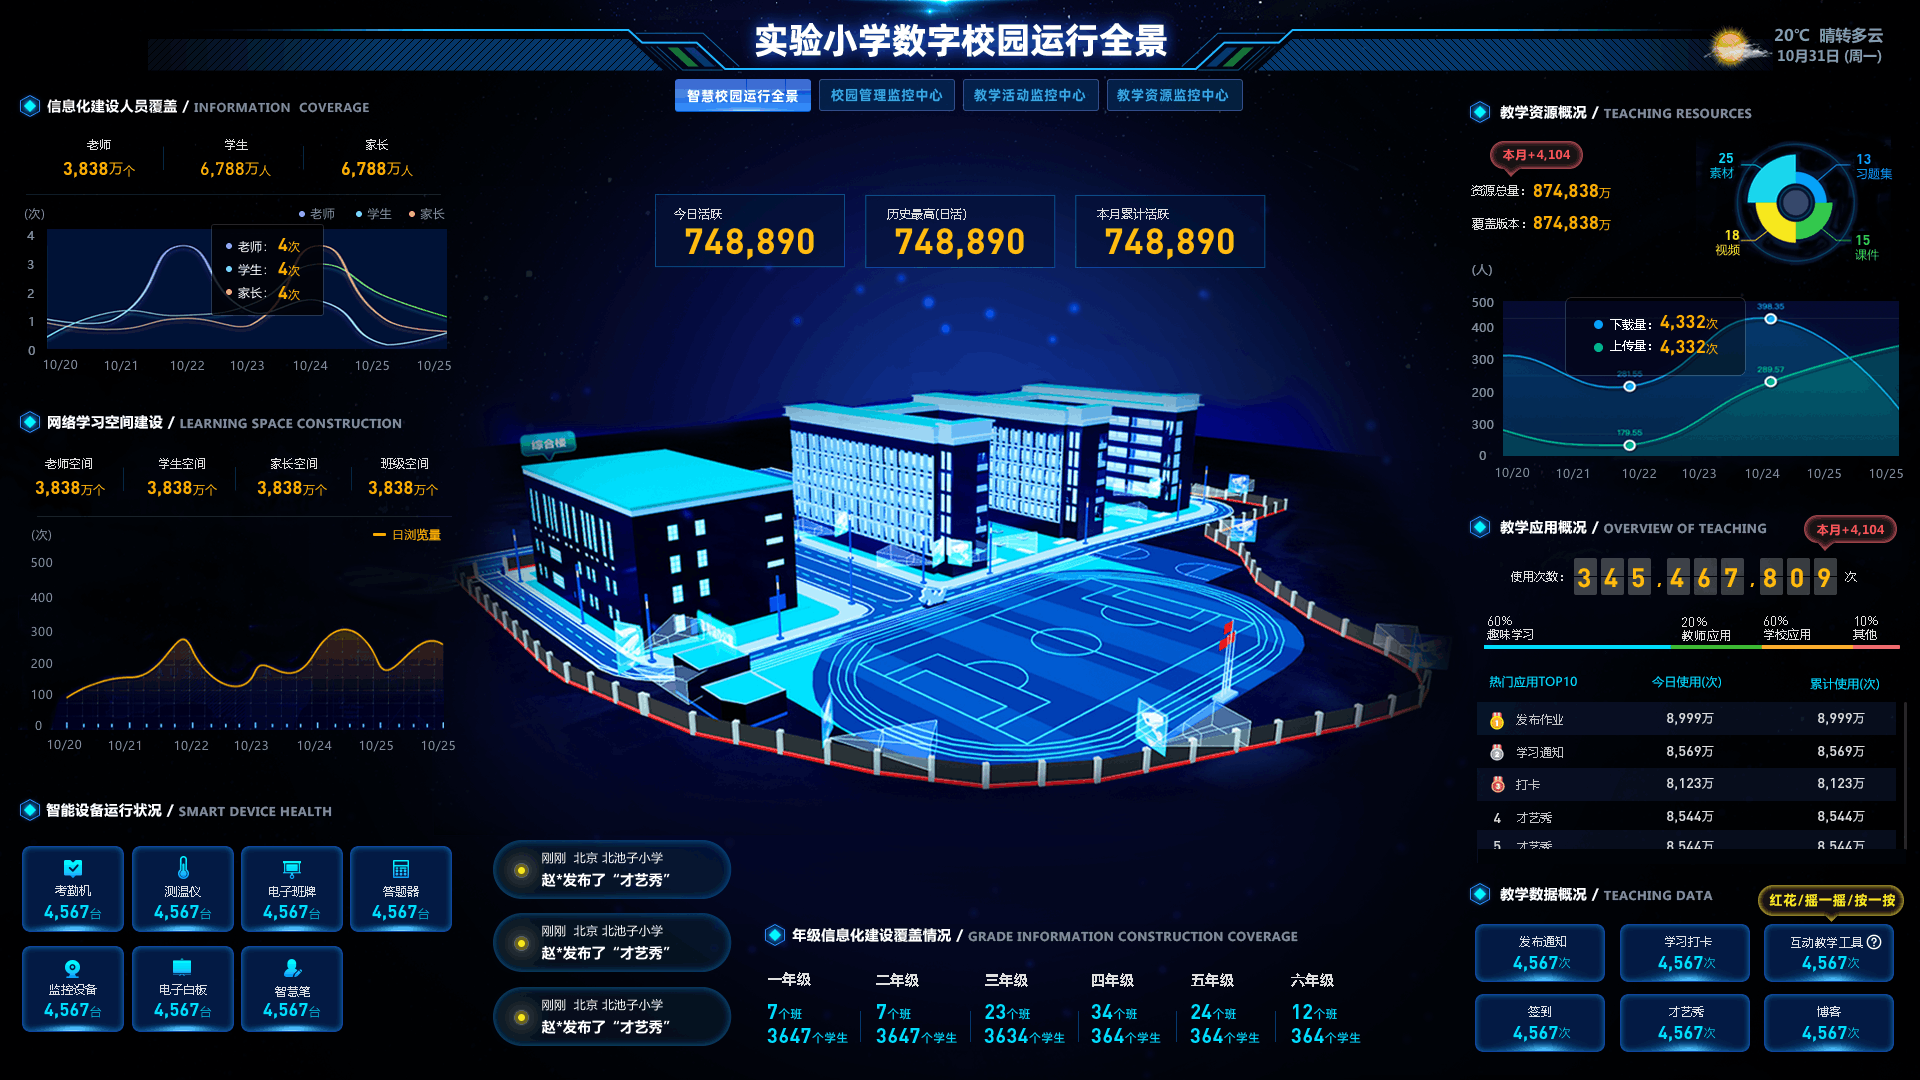 实验小学数字校园运行全景
20℃ 晴转多云
10月31日 (周一)
智慧校园运行全景
校园管理监控中心
教学活动监控中心
教学资源监控中心
信息化建设人员覆盖 / INFORMATION COVERAGE
老师 学生 家长
3,838万个 6,788万人 6,788万人
(次) 老师 学生 家长
4
3
2
1
0
老师: 4次
学生: 4次
家长: 4次
10/20 10/21 10/22 10/23 10/24 10/25 10/25
网络学习空间建设 / LEARNING SPACE CONSTRUCTION
老师空间 学生空间 家长空间 班级空间
3,838万个 3,838万个 3,838万个 3,838万个
(次) 日浏览量
500
400
300
200
100
0
10/20 10/21 10/22 10/23 10/24 10/25 10/25
智能设备运行状况 / SMART DEVICE HEALTH
考勤机 测温仪 电子班牌 答题器
4,567台 4,567台 4,567台 4,567台
监控设备 电子白板 智慧笔
4,567台 4,567台 4,567台
今日活跃
748,890
历史最高(日活)
748,890
本月累计活跃
748,890
综合楼
刚刚 北京 北池子小学
赵*发布了“才艺秀”
刚刚 北京 北池子小学
赵*发布了“才艺秀”
刚刚 北京 北池子小学
赵*发布了“才艺秀”
年级信息化建设覆盖情况 / GRADE INFORMATION CONSTRUCTION COVERAGE
一年级 二年级 三年级 四年级 五年级 六年级
7个班 7个班 23个班 34个班 24个班 12个班
3647个学生 3647个学生 3634个学生 364个学生 364个学生 364个学生
教学资源概况 / TEACHING RESOURCES
本月+4,104
资源总量: 874,838万
覆盖版本: 874,838万
25
素材
13
习题集
18
视频
15
课件
(人)
500
400
300
200
300
0
下载量: 4,332次
上传量: 4,332次
398.35
281.55
289.57
179.55
10/20 10/21 10/22 10/23 10/24 10/25 10/25
教学应用概况 / OVERVIEW OF TEACHING
本月+4,104
使用次数: 345,467,809 次
60% 20% 60% 10%
趣味学习 教师应用 学校应用 其他
热门应用TOP10 今日使用(次) 累计使用(次)
1 发布作业 8,999万 8,999万
2 学习通知 8,569万 8,569万
3 打卡 8,123万 8,123万
4 才艺秀 8,544万 8,544万
5 才艺秀 8,544万 8,544万
教学数据概况 / TEACHING DATA
红花/摇一摇/按一按
发布通知 学习打卡 互动教学工具?
4,567次 4,567次 4,567次
签到 才艺秀 博客
4,567次 4,567次 4,567次